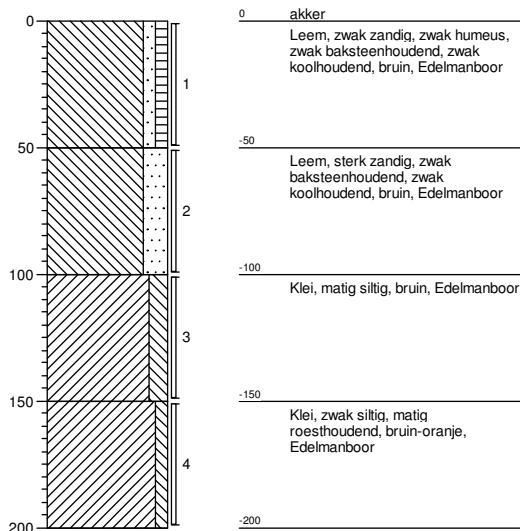 0
50
100
150
200
1
2
3
4
0
akker
Leem, zwak zandig, zwak humeus,
zwak baksteenhoudend, zwak
koolhoudend, bruin, Edelmanboor
-50
Leem, sterk zandig, zwak
baksteenhoudend, zwak
koolhoudend, bruin, Edelmanboor
-100
Klei, matig siltig, bruin, Edelmanboor
-150
Klei, zwak siltig, matig
roesthoudend, bruin-oranje,
Edelmanboor
-200